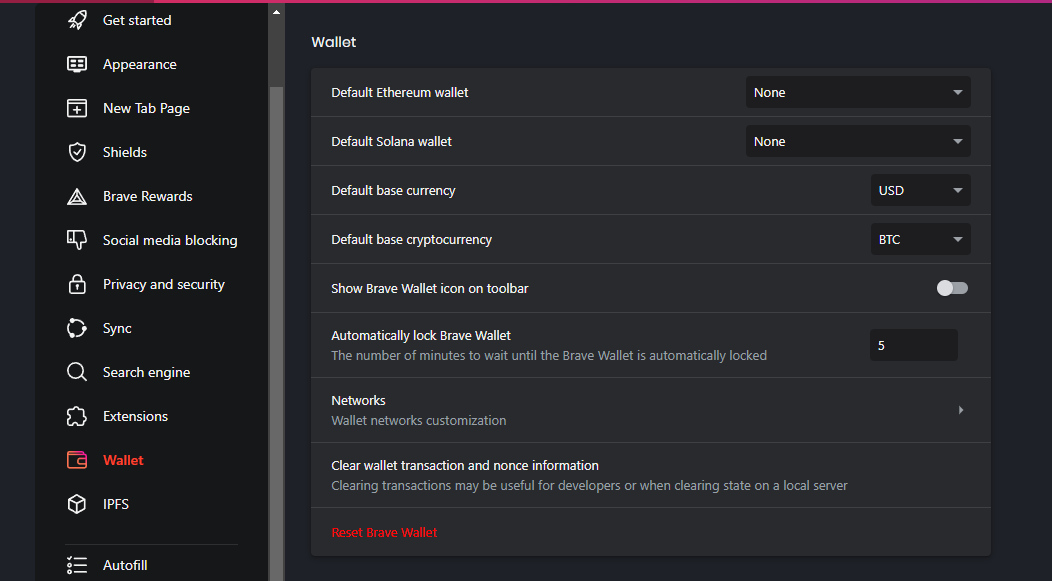 Get started
Appearance
New Tab Page
Shields
Brave Rewards
Social media blocking
Privacy and security
Sync
Search engine
Extensions
Wallet
IPFS
Autofill
Wallet
Default Ethereum wallet
None
Default Solana wallet
None
Default base currency
USD
Default base cryptocurrency
BTC
Show Brave Wallet icon on toolbar
Automatically lock Brave Wallet
The number of minutes to wait until the Brave Wallet is automatically locked
5
Networks
Wallet networks customization
Clear wallet transaction and nonce information
Clearing transactions may be useful for developers or when clearing state on a local server
Reset Brave Wallet